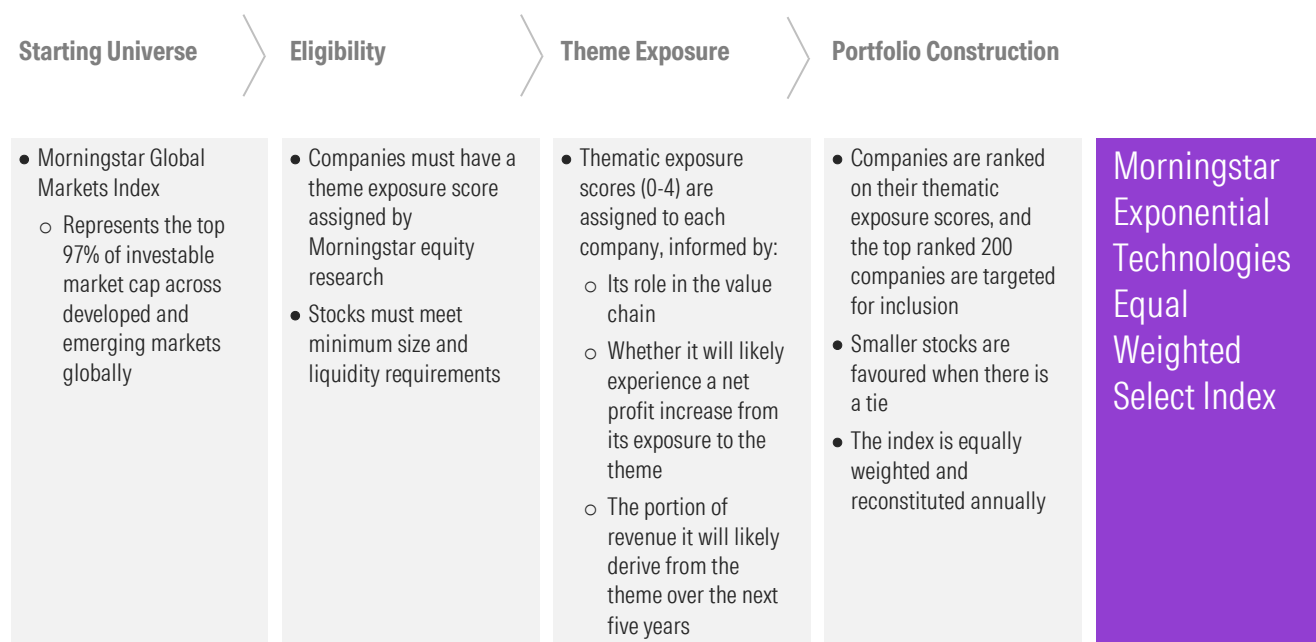 Starting Universe
Eligibility
Theme Exposure
Portfolio Construction
● Morningstar Global
Markets Index
○ Represents the top
97% of investable
market cap across
developed and
emerging markets
globally
● Companies must have a
theme exposure score
assigned by
Morningstar equity
research
● Stocks must meet
minimum size and
liquidity requirements
● Thematic exposure
scores (0-4) are
assigned to each
company, informed by:
○ Its role in the value
chain
○ Whether it will likely
experience a net
profit increase from
its exposure to the
theme
○ The portion of
revenue it will likely
derive from the
theme over the next
five years
● Companies are ranked
on their thematic
exposure scores, and
the top ranked 200
companies are targeted
for inclusion
● Smaller stocks are
favoured when there is
a tie
● The index is equally
weighted and
reconstituted annually
Morningstar
Exponential
Technologies
Equal
Weighted
Select Index